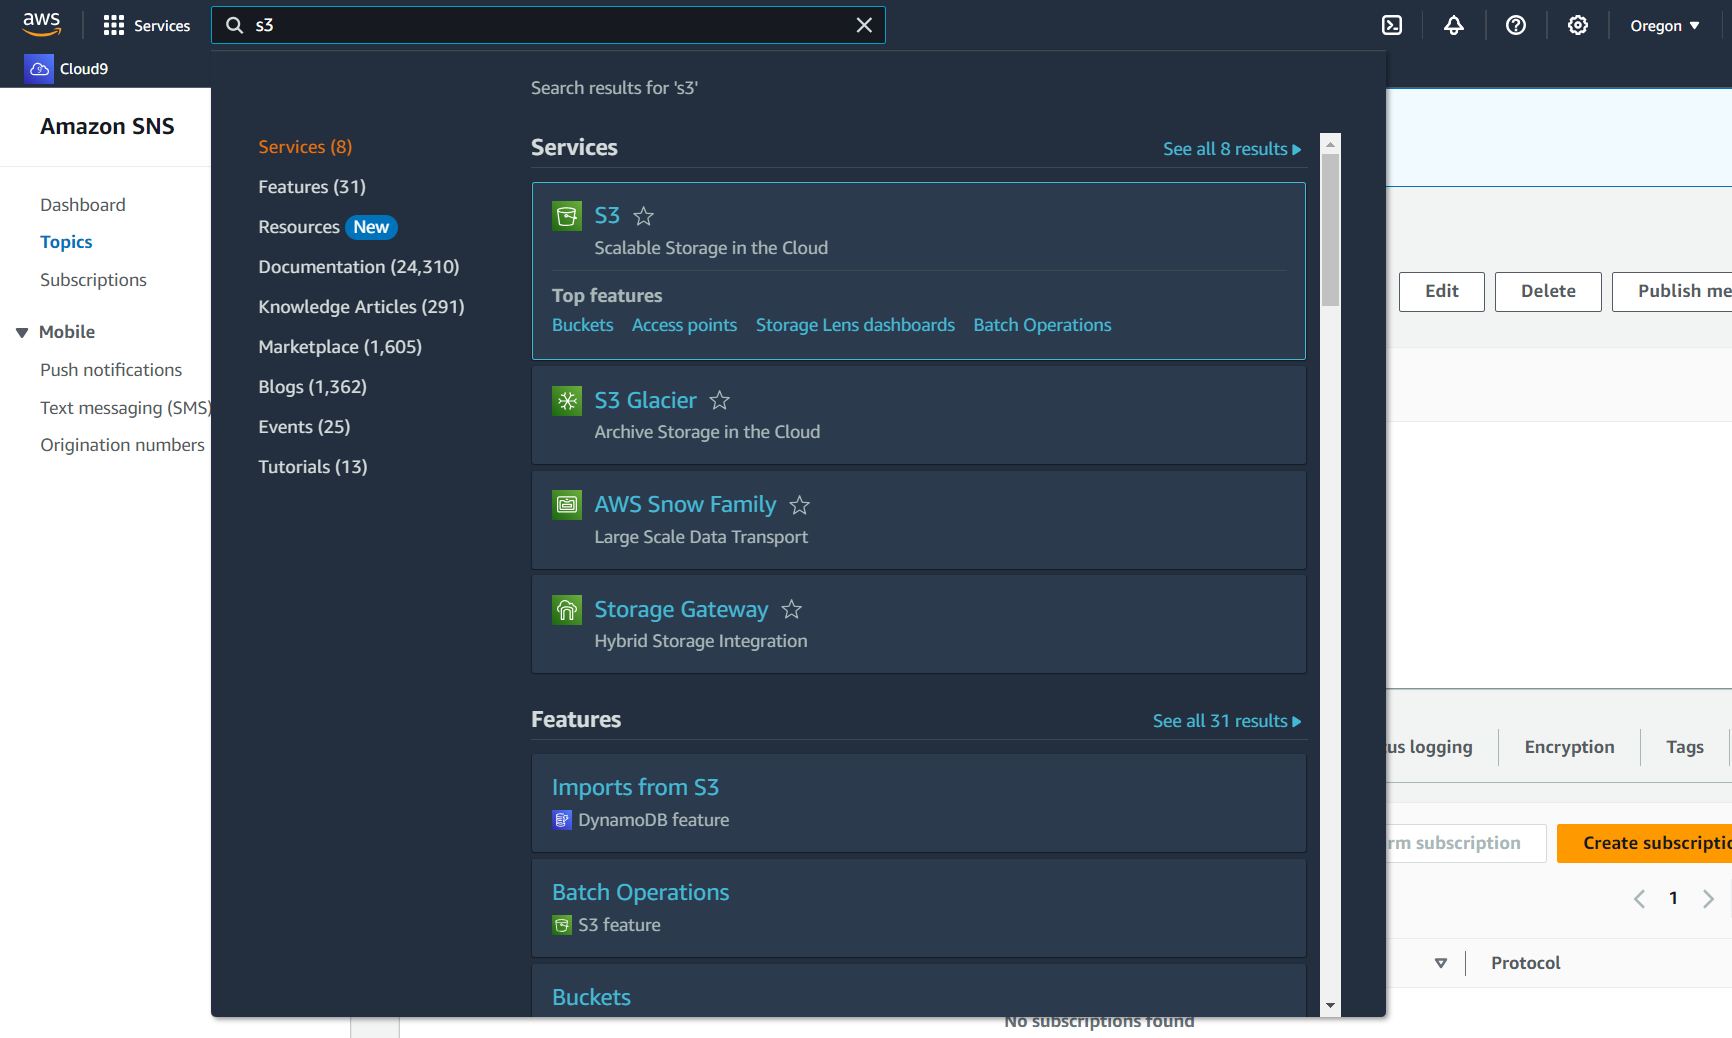 aws
Services
s3
Oregon
Cloud9
Amazon SNS
Dashboard
Topics
Subscriptions
Mobile
Push notifications
Text messaging (SMS)
Origination numbers
Search results for 's3'
Services (8)
Features (31)
Resources New
Documentation (24,310)
Knowledge Articles (291)
Marketplace (1,605)
Blogs (1,362)
Events (25)
Tutorials (13)
Services
See all 8 results
S3
Scalable Storage in the Cloud
Top features
Buckets Access points Storage Lens dashboards Batch Operations
S3 Glacier
Archive Storage in the Cloud
AWS Snow Family
Large Scale Data Transport
Storage Gateway
Hybrid Storage Integration
Features
See all 31 results
Imports from S3
DynamoDB feature
Batch Operations
S3 feature
Buckets
Edit Delete Publish me
us logging Encryption Tags
rm subscription Create subscriptio
1
Protocol
No subscriptions found